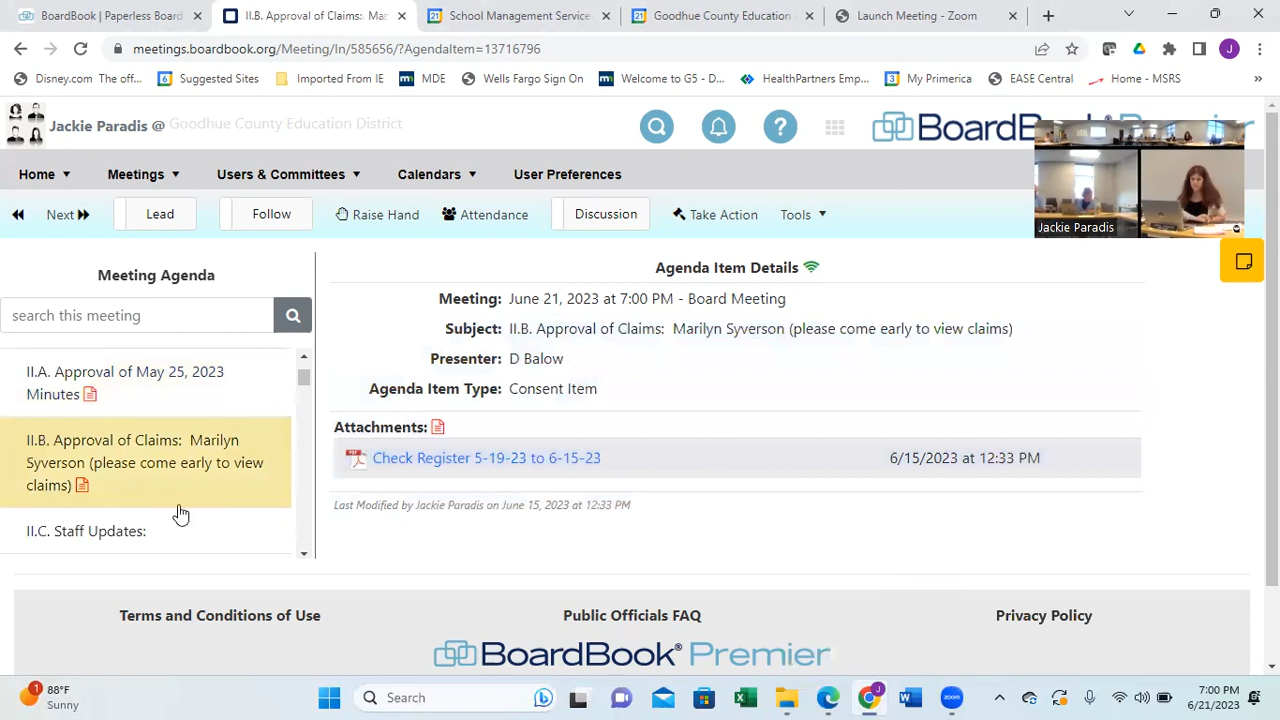 BoardBook | Paperless Board
II.B. Approval of Claims: Mar
School Management Service
Goodhue County Education
Launch Meeting - Zoom
meetings.boardbook.org/Meeting/In/585656/?AgendaItem=13716796
Disney.com The off...
Suggested Sites
Imported From IE
MDE
Wells Fargo Sign On
Welcome to G5 - D...
HealthPartners Emp...
My Primerica
EASE Central
Home - MSRS
Jackie Paradis @ Goodhue County Education District
BoardBook Premier
Home Meetings Users & Committees Calendars User Preferences
Next Lead Follow Raise Hand Attendance Discussion Take Action Tools
Jackie Paradis
Meeting Agenda
search this meeting
II.A. Approval of May 25, 2023
Minutes
II.B. Approval of Claims: Marilyn
Syverson (please come early to view
claims)
II.C. Staff Updates:
Agenda Item Details
Meeting: June 21, 2023 at 7:00 PM - Board Meeting
Subject: II.B. Approval of Claims: Marilyn Syverson (please come early to view claims)
Presenter: D Balow
Agenda Item Type: Consent Item
Attachments:
Check Register 5-19-23 to 6-15-23 6/15/2023 at 12:33 PM
Last Modified by Jackie Paradis on June 15, 2023 at 12:33 PM
Terms and Conditions of Use Public Officials FAQ Privacy Policy
BoardBook® Premier
1
88°F
Sunny
Search
7:00 PM
6/21/2023